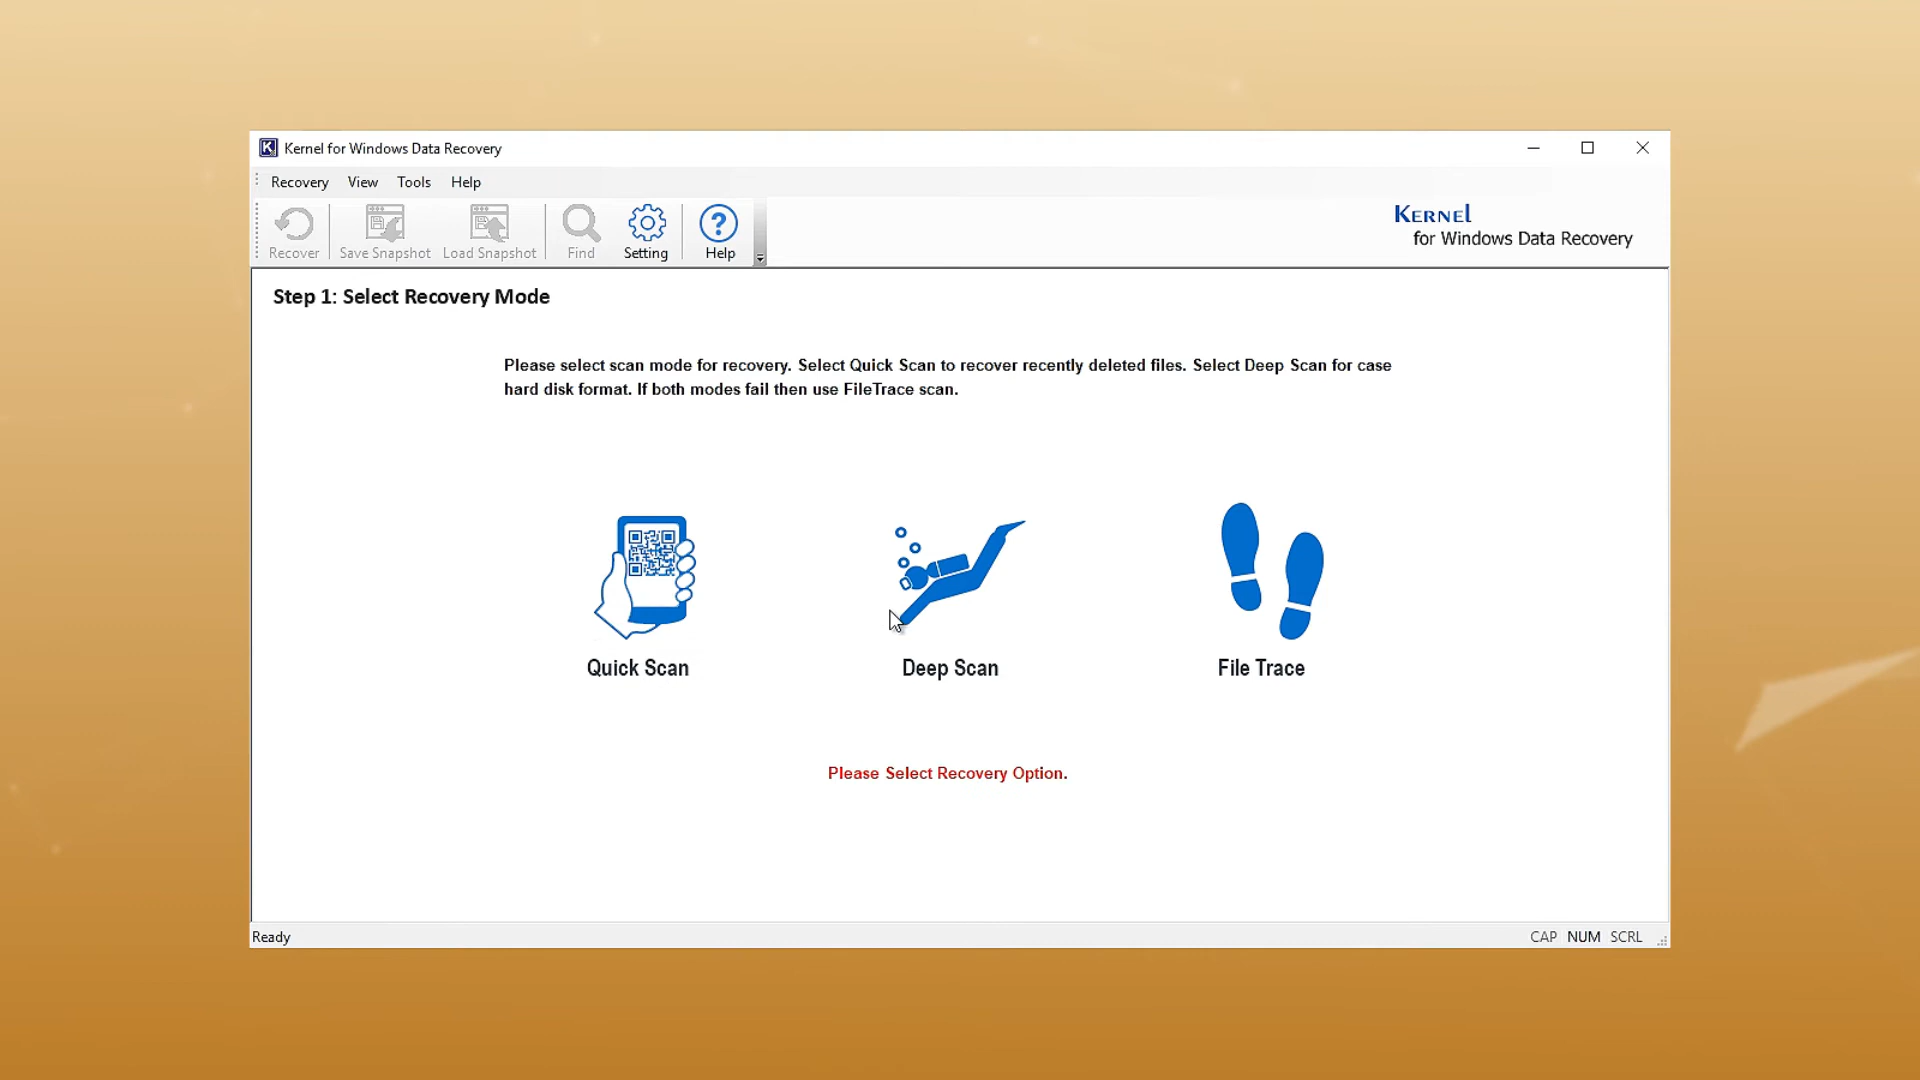 Kernel for Windows Data Recovery
Recovery View Tools Help
Recover Save Snapshot Load Snapshot Find Setting Help
KERNEL
for Windows Data Recovery
Step 1: Select Recovery Mode
Please select scan mode for recovery. Select Quick Scan to recover recently deleted files. Select Deep Scan for case
hard disk format. If both modes fail then use FileTrace scan.
Quick Scan Deep Scan File Trace
Please Select Recovery Option.
Ready CAP NUM SCRL